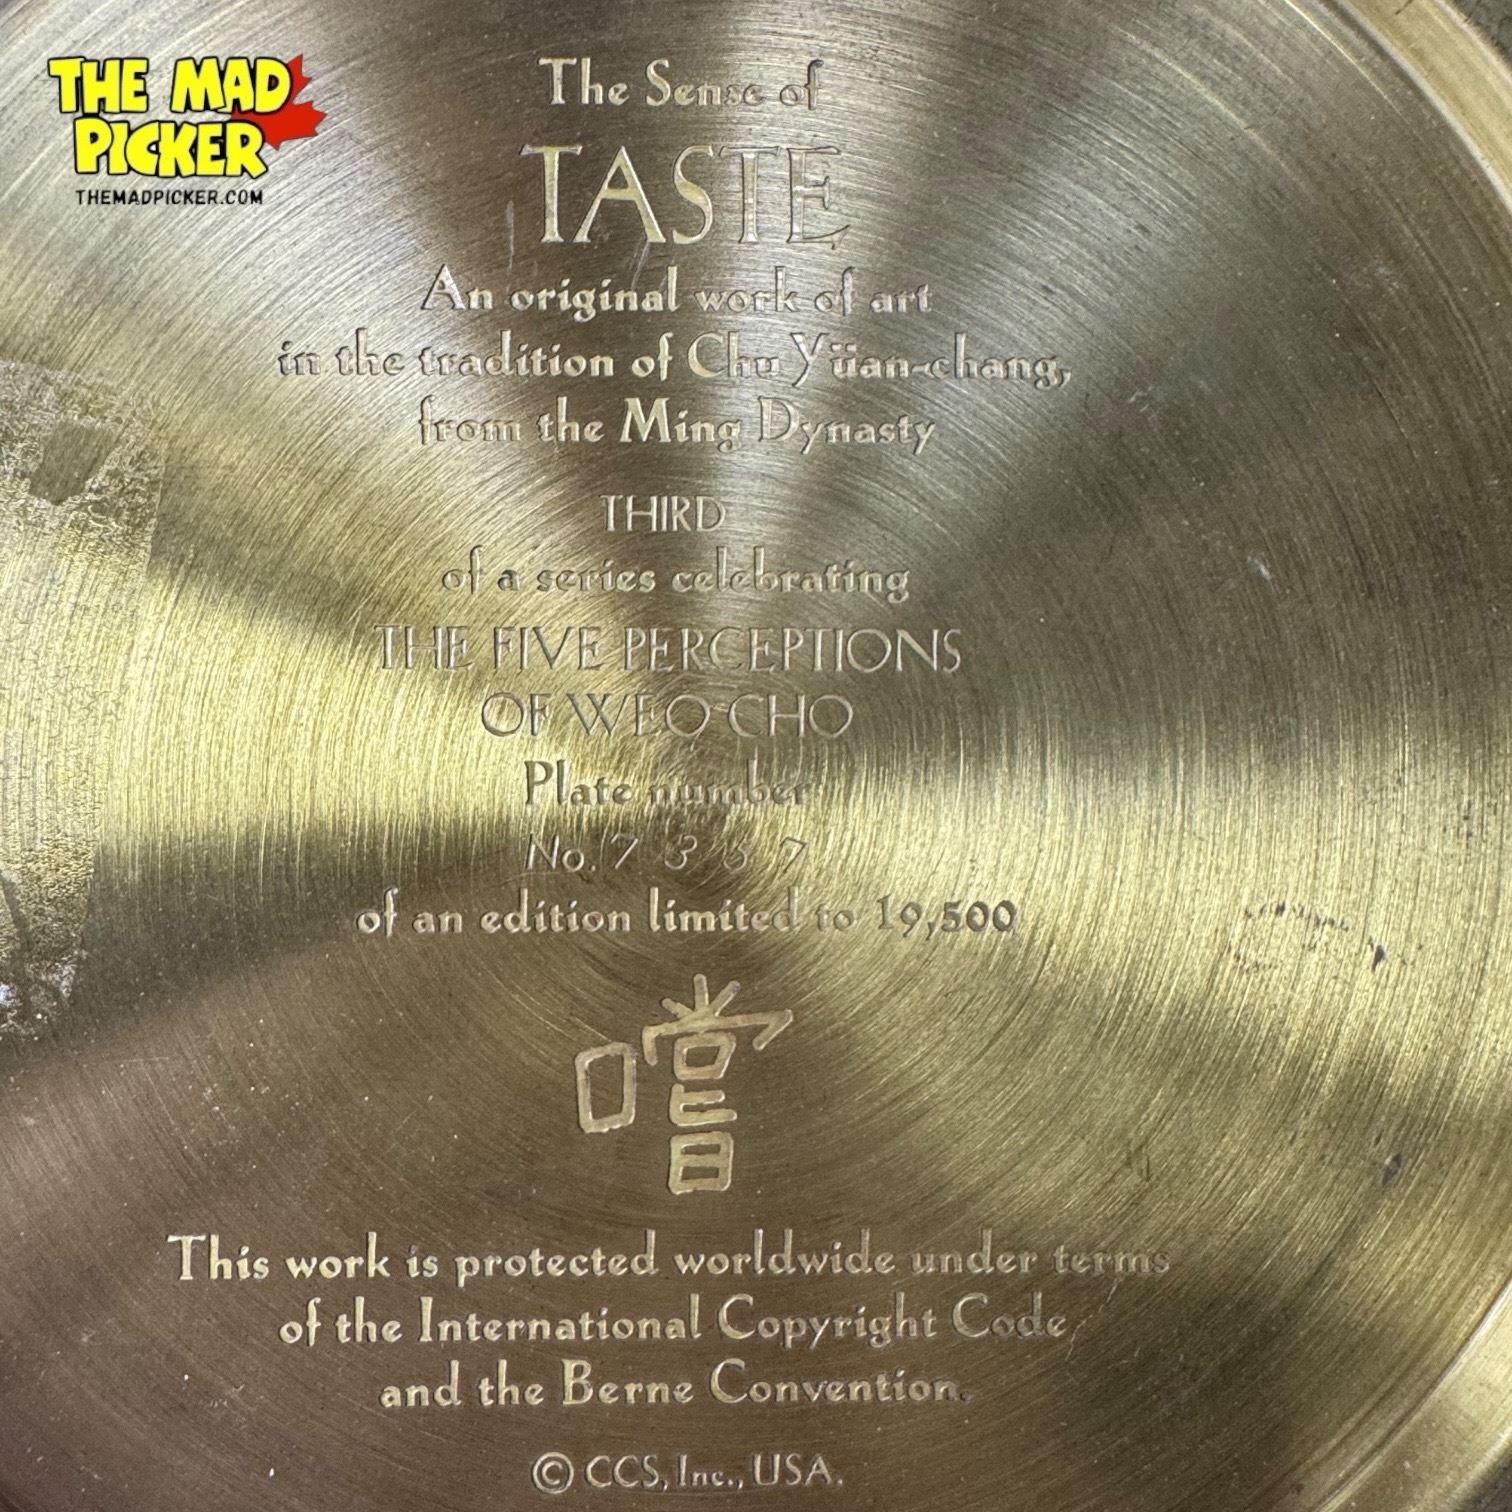 THE MAD
PICKER
THEMADPICKER.COM
The Sense of
TASTE
An original work of art
in the tradition of Chu Yüan-chang,
from the Ming Dynasty
THIRD
of a series celebrating
THE FIVE PERCEPTIONS
OF WEO CHO
Plate number
No.
of an edition limited to 19,500
嚐
This work is protected worldwide under terms
of the International Copyright Code
and the Berne Convention.
© CCS, Inc., USA.